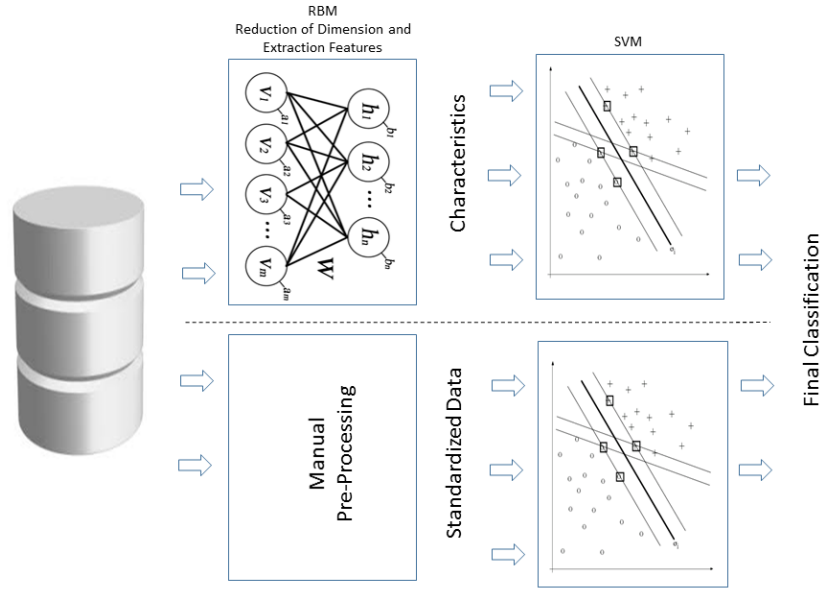 RBM
Reduction of Dimension and
Extraction Features
SVM
v1
a1
v2
a2
v3
a3
...
vm
am
h1
b1
h2
b2
...
hn
bn
W
Characteristics
Manual
Pre-Processing
Standardized Data
Final Classification